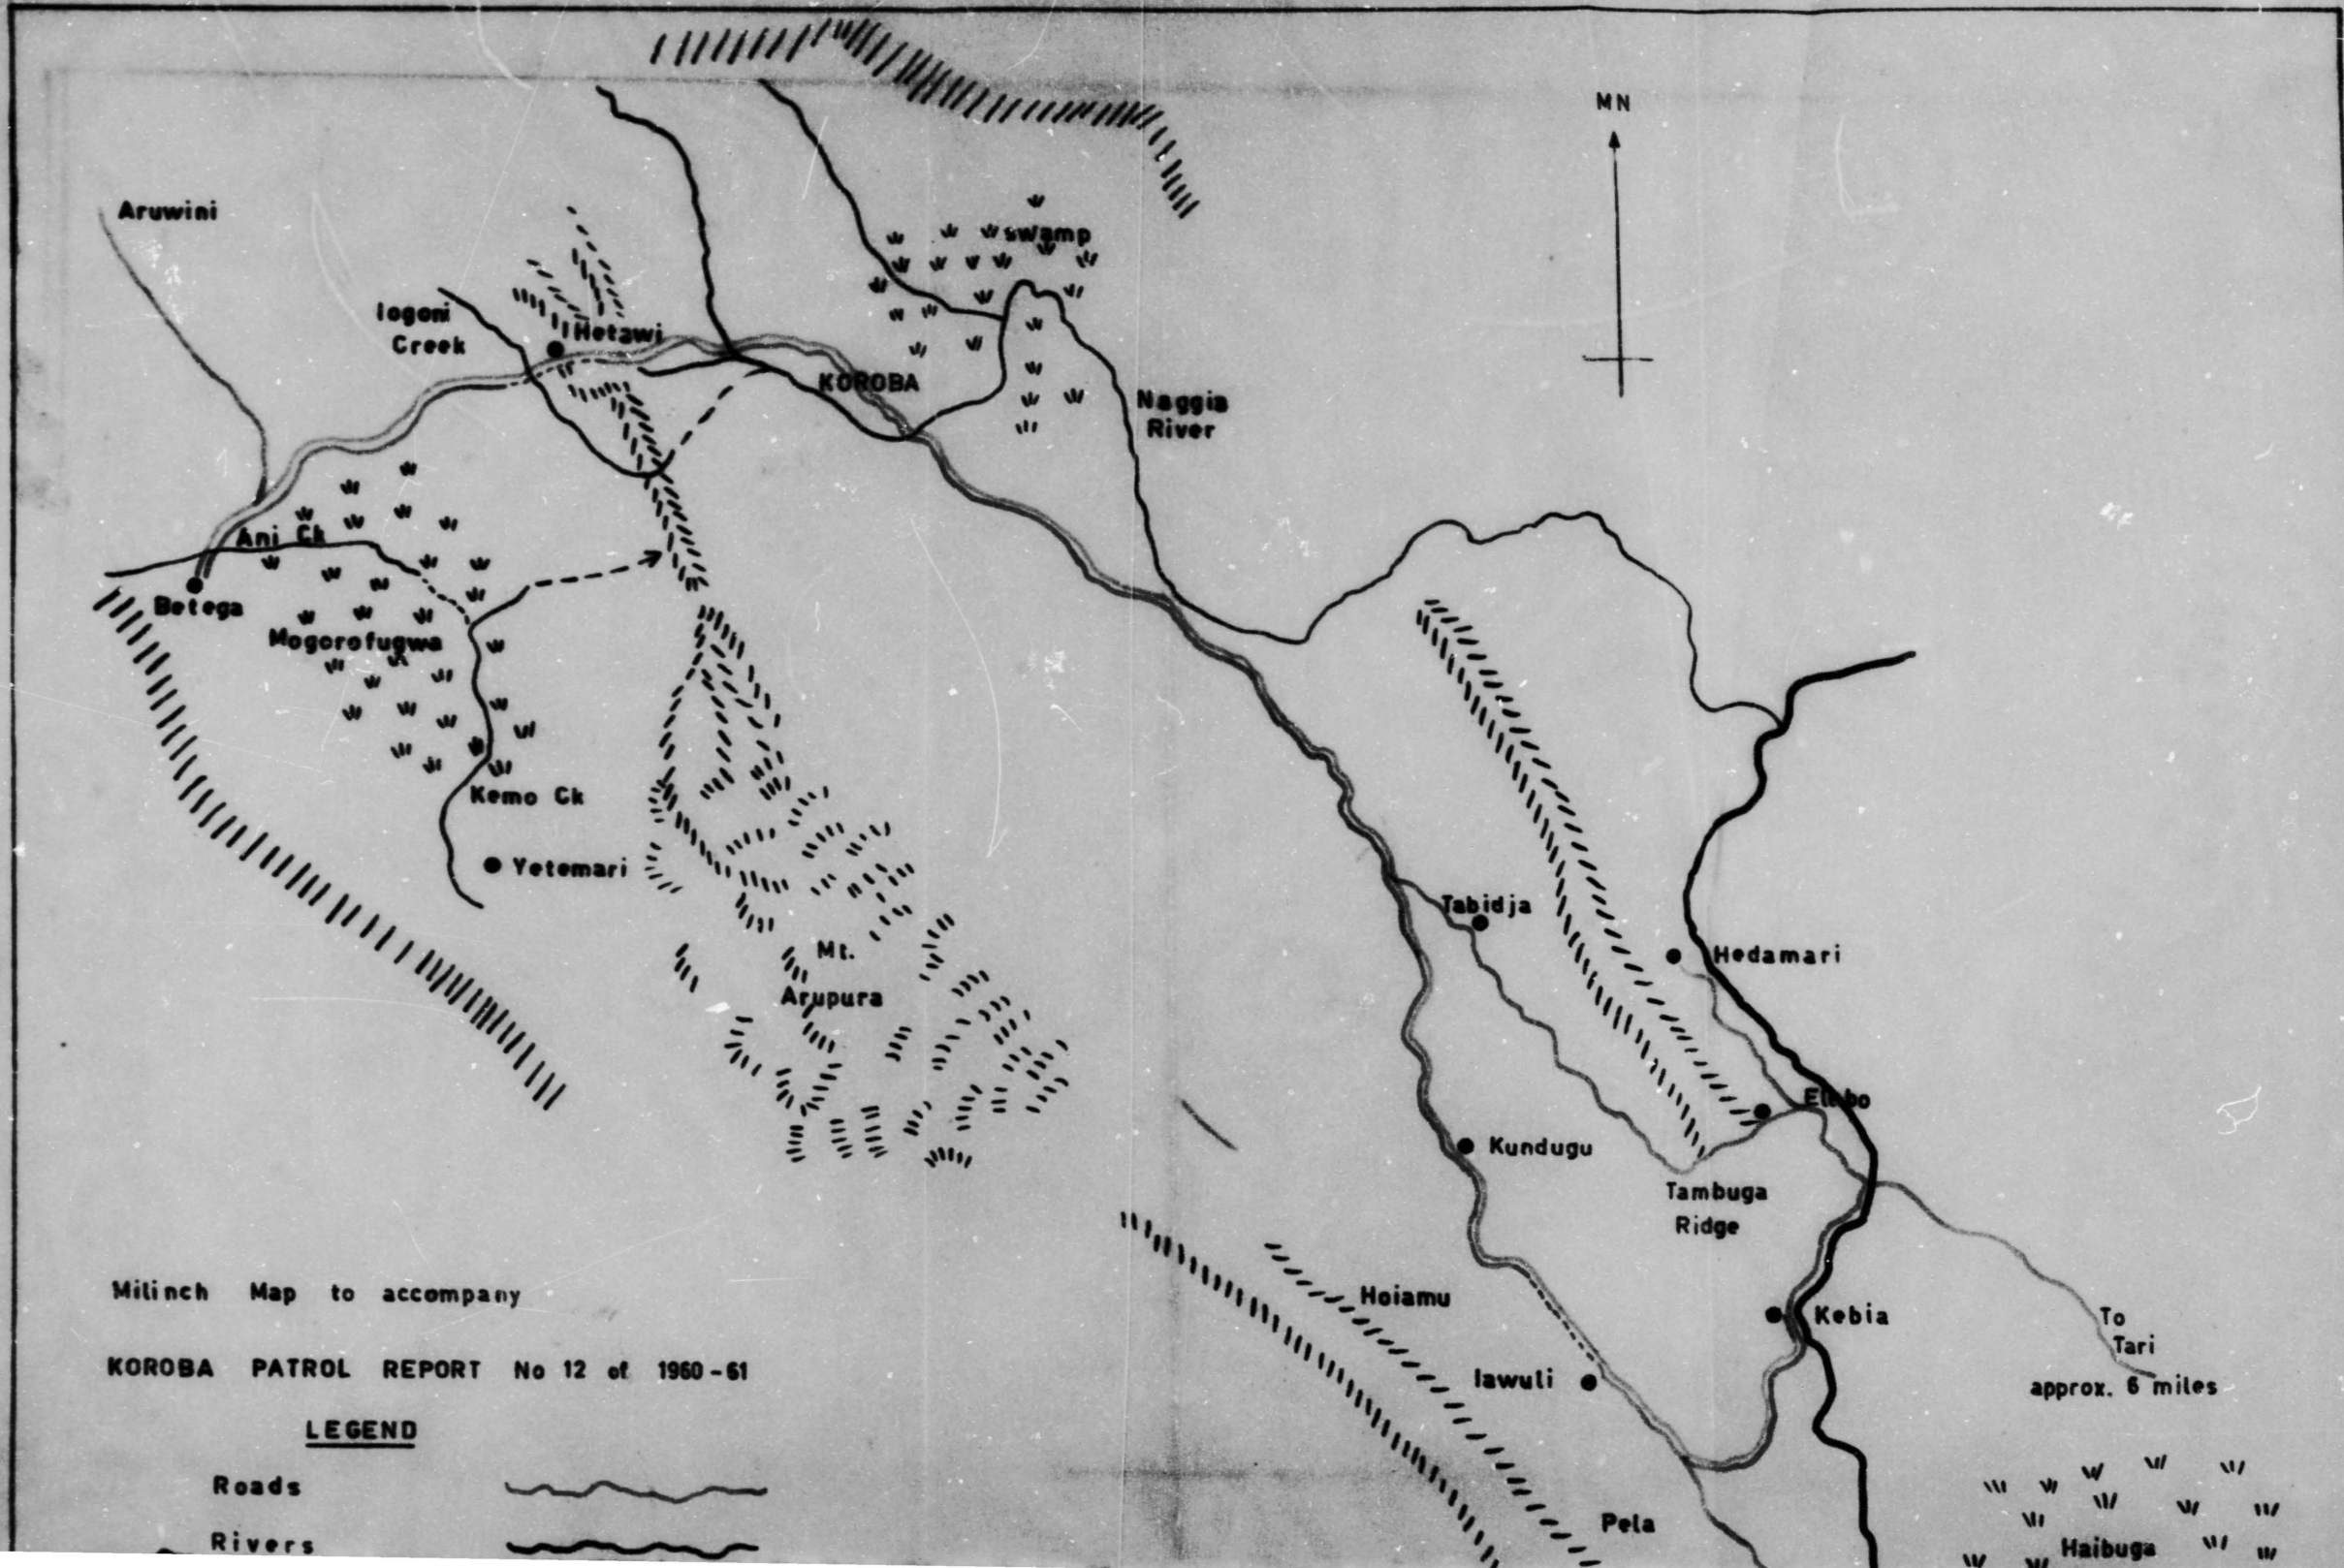 MN
Aruwini
swamp
Iogoni
Creek
Hetawi
KOROBA
Naggia
River
Ani Ck
Betega
Mogorofugwa
Kemo Ck
Yetemari
Tabidja
Hedamari
Mt.
Arupura
Kundugu
Tambuga
Ridge
Hoiamu
Kebia
To
Tari
approx. 6 miles
Iawuli
Pela
Haibuga
Milinch Map to accompany
KOROBA PATROL REPORT No 12 of 1960-61
LEGEND
Roads
Rivers